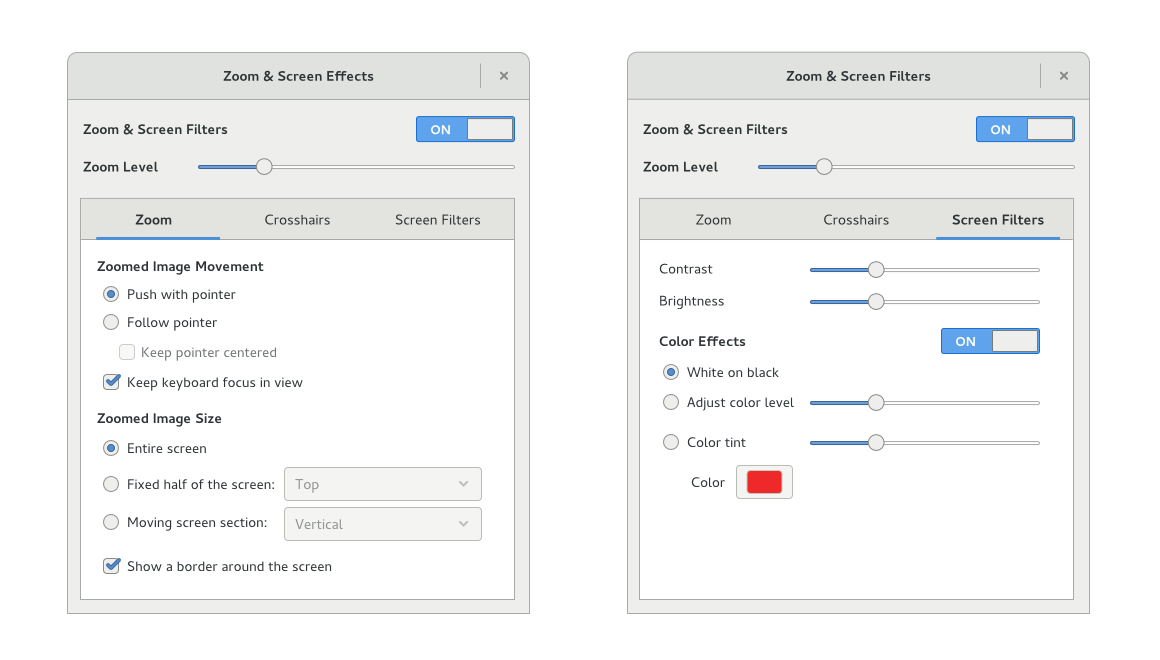 Zoom & Screen Effects
Zoom & Screen Filters ON
Zoom Level
Zoom Crosshairs Screen Filters
Zoomed Image Movement
Push with pointer
Follow pointer
Keep pointer centered
Keep keyboard focus in view
Zoomed Image Size
Entire screen
Fixed half of the screen: Top
Moving screen section: Vertical
Show a border around the screen
Zoom & Screen Filters
Zoom & Screen Filters ON
Zoom Level
Zoom Crosshairs Screen Filters
Contrast
Brightness
Color Effects ON
White on black
Adjust color level
Color tint
Color